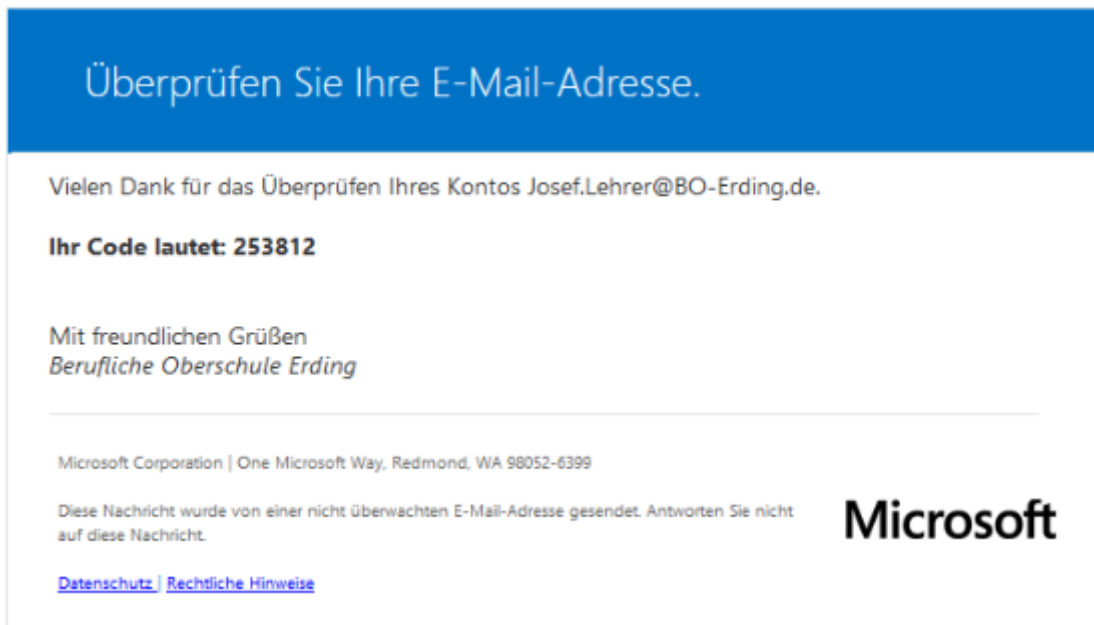 Überprüfen Sie Ihre E-Mail-Adresse.
Vielen Dank für das Überprüfen Ihres Kontos Josef.Lehrer@BO-Erding.de.
Ihr Code lautet: 253812
Mit freundlichen Grüßen
Berufliche Oberschule Erding
Microsoft Corporation | One Microsoft Way, Redmond, WA 98052-6399
Diese Nachricht wurde von einer nicht überwachten E-Mail-Adresse gesendet. Antworten Sie nicht
auf diese Nachricht.
Microsoft
Datenschutz | Rechtliche Hinweise